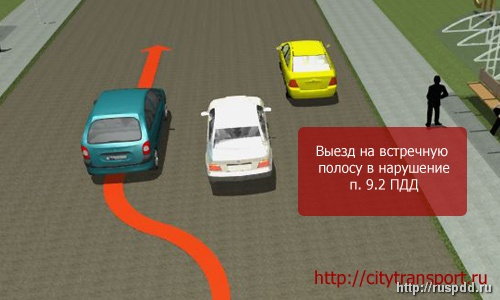 Выезд на встречную
полосу в нарушение
п. 9.2 ПДД
http://citytransport.ru
http://ruspdd.ru